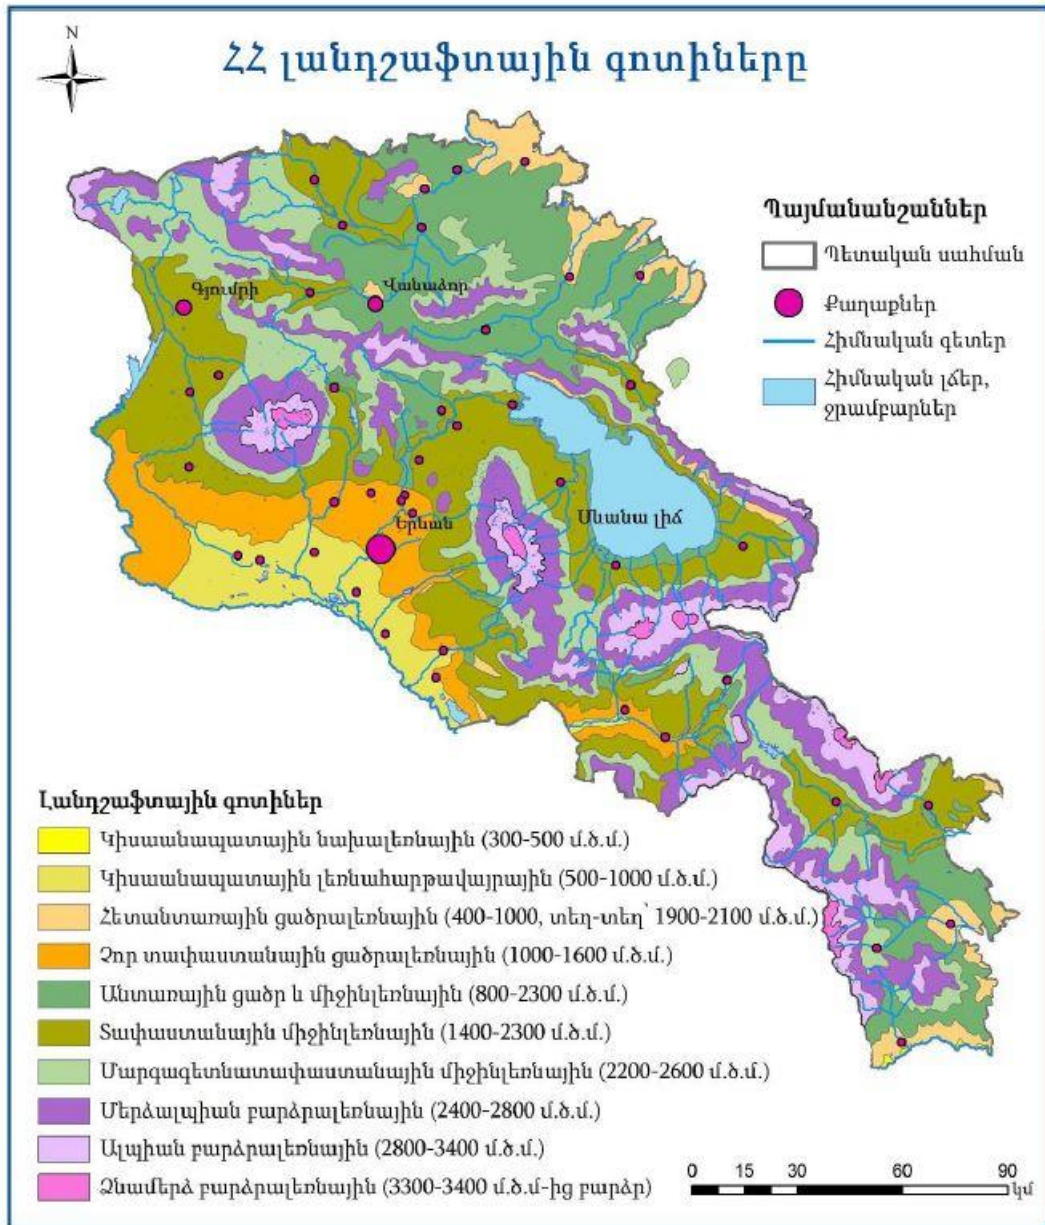 N
ՀՀ լանդշաֆտային գոտիները
Պայմանանշաններ
Պետական սահման
Քաղաքներ
Հիմնական գետեր
Հիմնական լճեր,
ջրամբարներ
Գյումրի
Վանաձոր
Երևան
Սևանա լիճ
Լանդշաֆտային գոտիներ
Կիսաանապատային նախալեռնային (300-500 մ.ծ.մ.)
Կիսաանապատային լեռնահարթավայրային (500-1000 մ.ծ.մ.)
Հետանտառային ցածրալեռնային (400-1000, տեղ-տեղ՝ 1900-2100 մ.ծ.մ.)
Չոր տափաստանային ցածրալեռնային (1000-1600 մ.ծ.մ.)
Անտառային ցածր և միջինլեռնային (800-2300 մ.ծ.մ.)
Տափաստանային միջինլեռնային (1400-2300 մ.ծ.մ.)
Մարգագետնատափաստանային միջինլեռնային (2200-2600 մ.ծ.մ.)
Մերձալպիան բարձրալեռնային (2400-2800 մ.ծ.մ.)
Ալպիան բարձրալեռնային (2800-3400 մ.ծ.մ.)
Ձնամերձ բարձրալեռնային (3300-3400 մ.ծ.մ-ից բարձր)
0 15 30 60 90
կմ